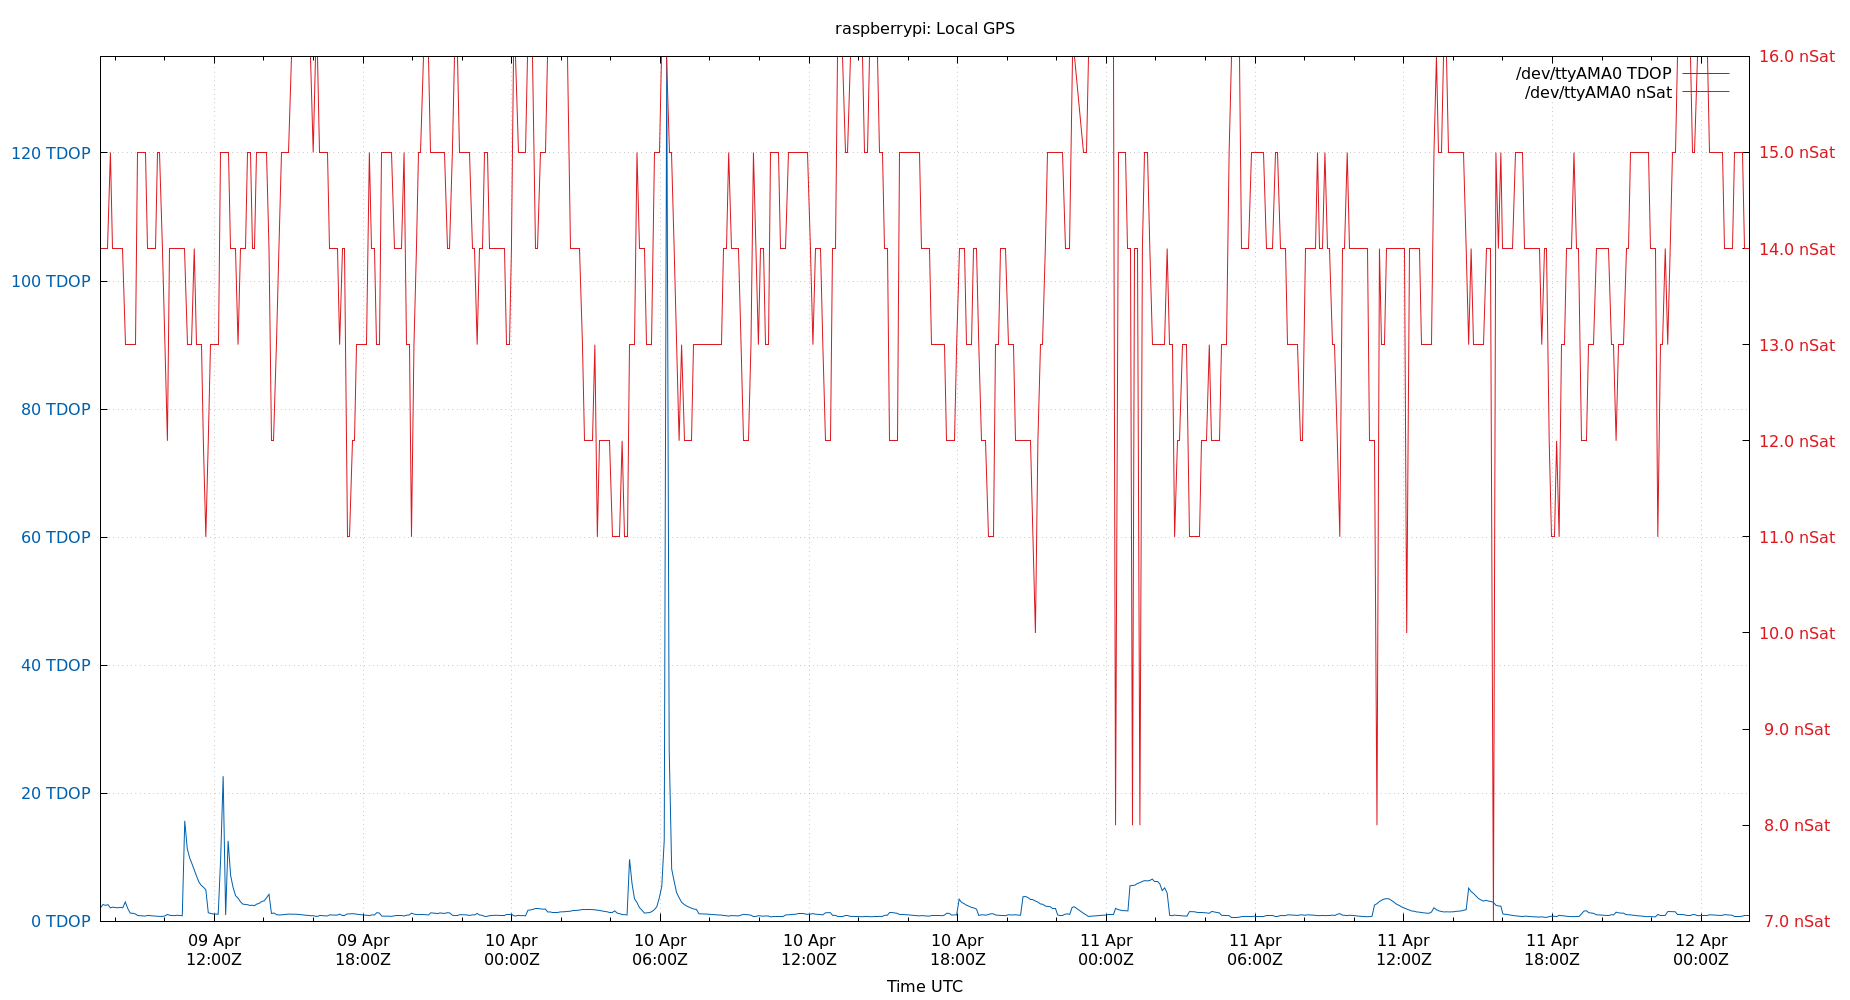 raspberrypi: Local GPS
/dev/ttyAMA0 TDOP
/dev/ttyAMA0 nSat
120 TDOP
100 TDOP
80 TDOP
60 TDOP
40 TDOP
20 TDOP
0 TDOP
16.0 nSat
15.0 nSat
14.0 nSat
13.0 nSat
12.0 nSat
11.0 nSat
10.0 nSat
9.0 nSat
8.0 nSat
7.0 nSat
09 Apr 09 Apr 10 Apr 10 Apr 10 Apr 10 Apr 11 Apr 11 Apr 11 Apr 11 Apr 12 Apr
12:00Z 18:00Z 00:00Z 06:00Z 12:00Z 18:00Z 00:00Z 06:00Z 12:00Z 18:00Z 00:00Z
Time UTC